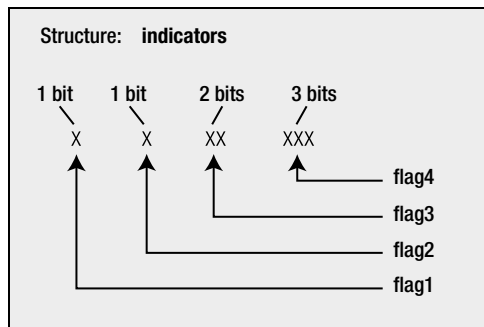 Structure: indicators
1 bit 1 bit 2 bits 3 bits
X X XX XXX
flag4
flag3
flag2
flag1